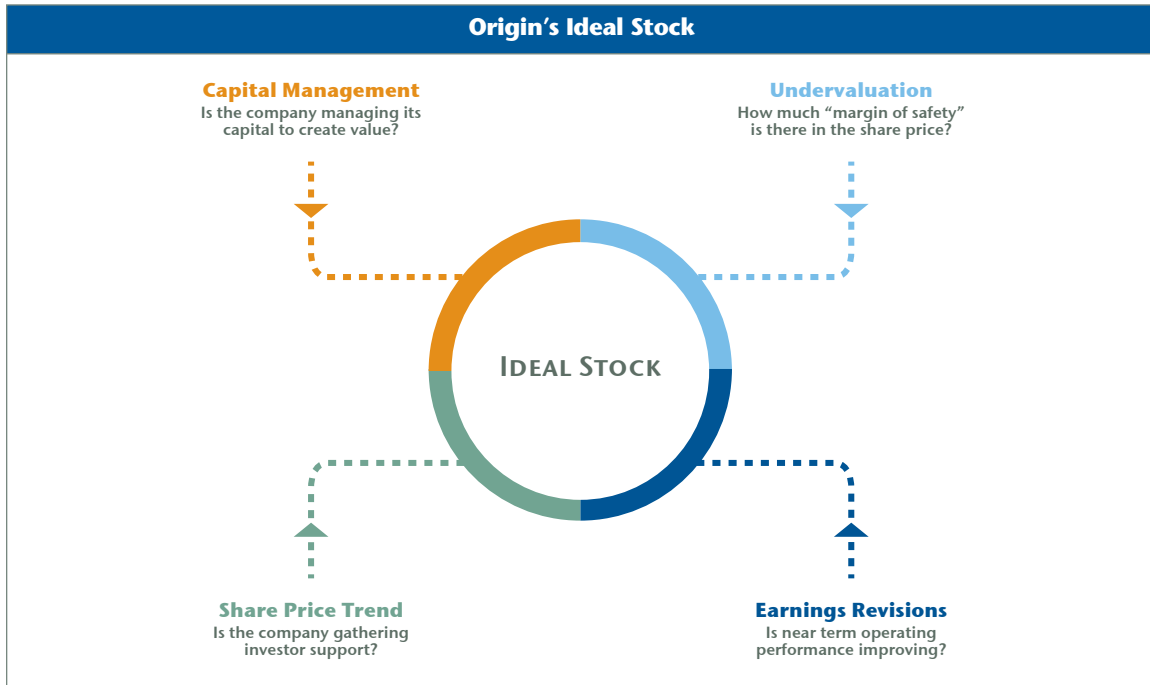 Origin’s Ideal Stock
Capital Management
Is the company managing its
capital to create value?
Undervaluation
How much “margin of safety”
is there in the share price?
Ideal Stock
Share Price Trend
Is the company gathering
investor support?
Earnings Revisions
Is near term operating
performance improving?